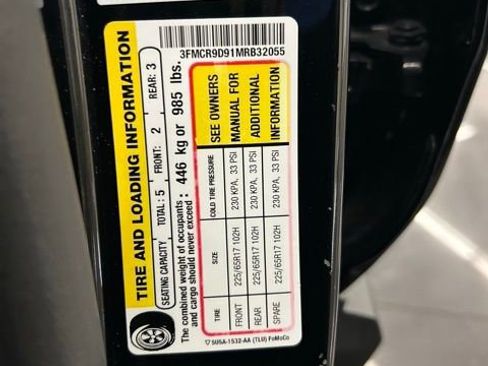 3FMCR9D91MRB32055
TIRE AND LOADING INFORMATION
SEATING CAPACITY TOTAL: 5 FRONT: 2 REAR: 3
The combined weight of occupants
and cargo should never exceed : 446 kg or 985 lbs.
TIRE SIZE COLD TIRE PRESSURE SEE OWNERS
FRONT 225/65R17 102H 230 KPA, 33 PSI MANUAL FOR
REAR 225/65R17 102H 230 KPA, 33 PSI ADDITIONAL
SPARE 225/65R17 102H 230 KPA, 33 PSI INFORMATION
5U5A-1532-AA (TLU) FoMoCo